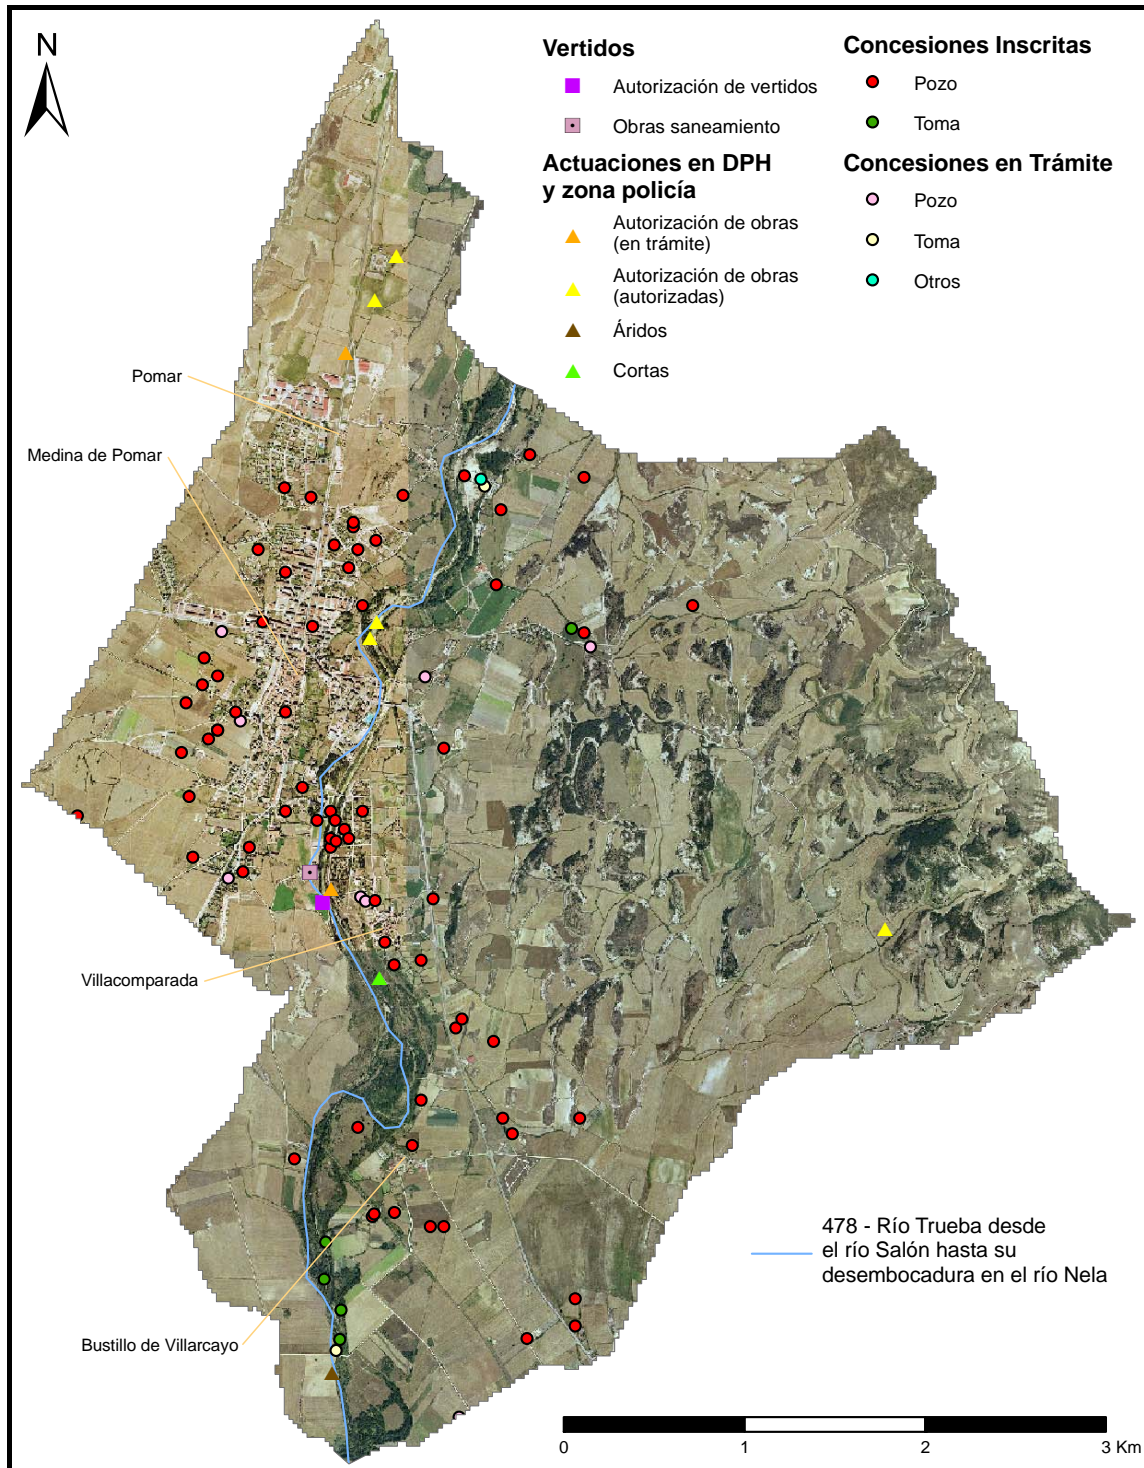 N
Vertidos
Autorización de vertidos
Obras saneamiento
Actuaciones en DPH
y zona policía
Autorización de obras
(en trámite)
Autorización de obras
(autorizadas)
Áridos
Cortas
Concesiones Inscritas
Pozo
Toma
Concesiones en Trámite
Pozo
Toma
Otros
Pomar
Medina de Pomar
Villacomparada
Bustillo de Villarcayo
478 - Río Trueba desde
el río Salón hasta su
desembocadura en el río Nela
0 1 2 3 Km